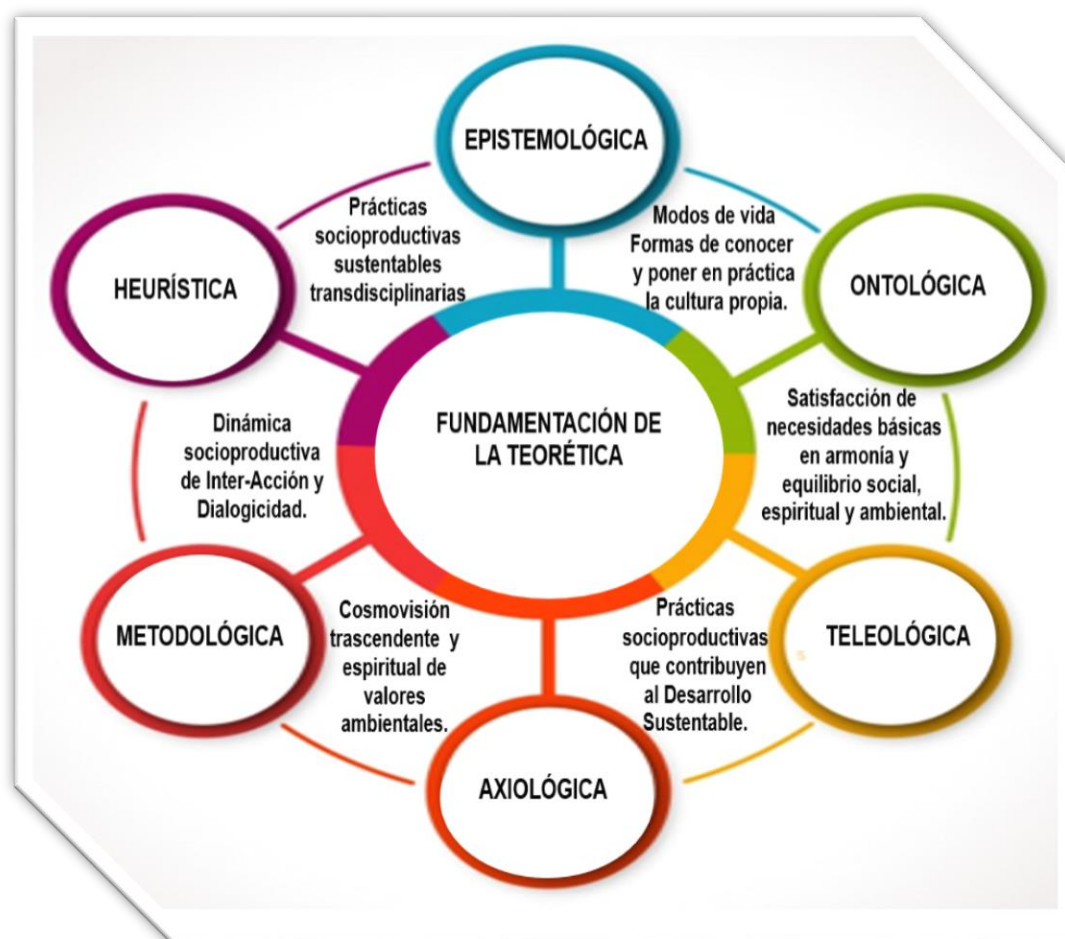 EPISTEMOLÓGICA
Modos de vida
Formas de conocer
y poner en práctica
la cultura propia.
ONTOLÓGICA
Satisfacción de
necesidades básicas
en armonía y
equilibrio social,
espiritual y ambiental.
TELEOLÓGICA
s
Prácticas
socioproductivas
que contribuyen
al Desarrollo
Sustentable.
AXIOLÓGICA
Cosmovisión
trascendente y
espiritual de
valores
ambientales.
METODOLÓGICA
Dinámica
socioproductiva
de Inter-Acción y
Dialogicidad.
HEURÍSTICA
Prácticas
socioproductivas
sustentables
transdisciplinarias
FUNDAMENTACIÓN DE
LA TEORÉTICA